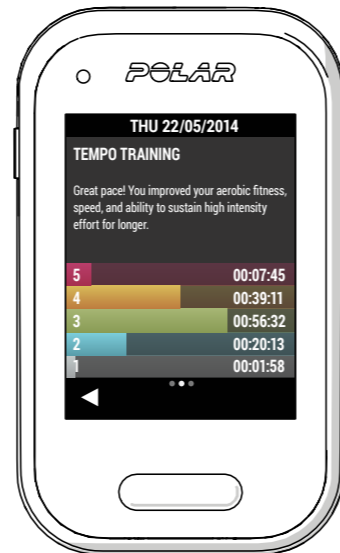 POLAR
THU 22/05/2014
TEMPO TRAINING
Great pace! You improved your aerobic fitness,
speed, and ability to sustain high intensity
effort for longer.
5 00:07:45
4 00:39:11
3 00:56:32
2 00:20:13
1 00:01:58